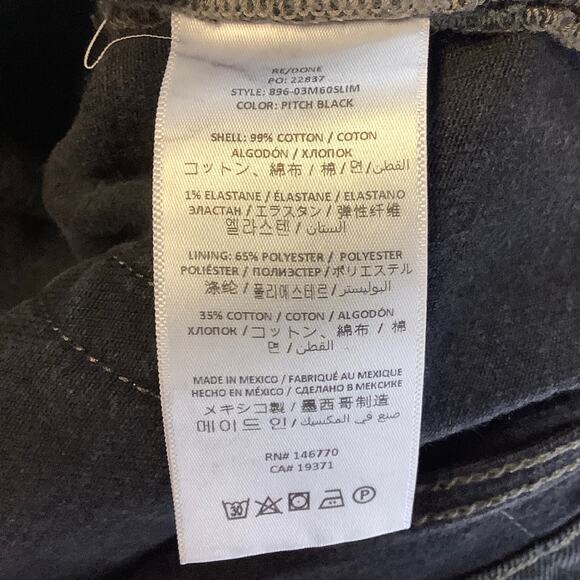 RE/DONE
PO: 22837
STYLE: 896-03M60SLIM
COLOR: PITCH BLACK
SHELL: 99% COTTON / COTON
ALGODÓN / ХЛОПОК
コットン、綿布 / 棉 / 면 / القطن
1% ELASTANE / ÉLASTANE / ELASTANO
ЭЛАСТАН / エラスタン / 弹性纤维
엘라스텐 / الستان
LINING: 65% POLYESTER / POLYESTER
POLIÉSTER / ПОЛИЭСТЕР / ポリエステル
涤纶 / 폴리에스테르 / البوليستر
35% COTTON / COTON / ALGODÓN
ХЛОПОК / コットン、綿布 / 棉
면 / القطن
MADE IN MEXICO / FABRIQUÉ AU MEXIQUE
HECHO EN MÉXICO / СДЕЛАНО В МЕКСИКЕ
メキシコ製 / 墨西哥制造
메이드 인 / صنع في المكسيك
RN# 146770
CA# 19371
30 P